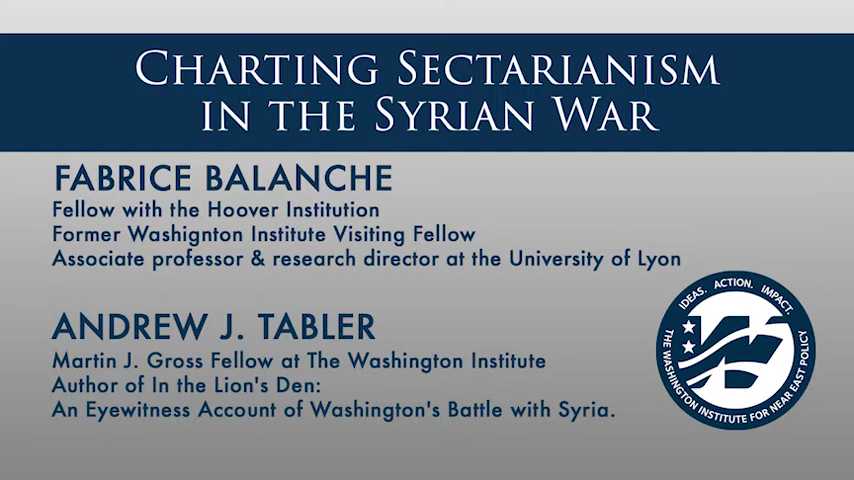 CHARTING SECTARIANISM
IN THE SYRIAN WAR
FABRICE BALANCHE
Fellow with the Hoover Institution
Former Washignton Institute Visiting Fellow
Associate professor & research director at the University of Lyon
ANDREW J. TABLER
Martin J. Gross Fellow at The Washington Institute
Author of In the Lion's Den:
An Eyewitness Account of Washington's Battle with Syria.
IDEAS. ACTION. IMPACT.
THE WASHINGTON INSTITUTE FOR NEAR EAST POLICY